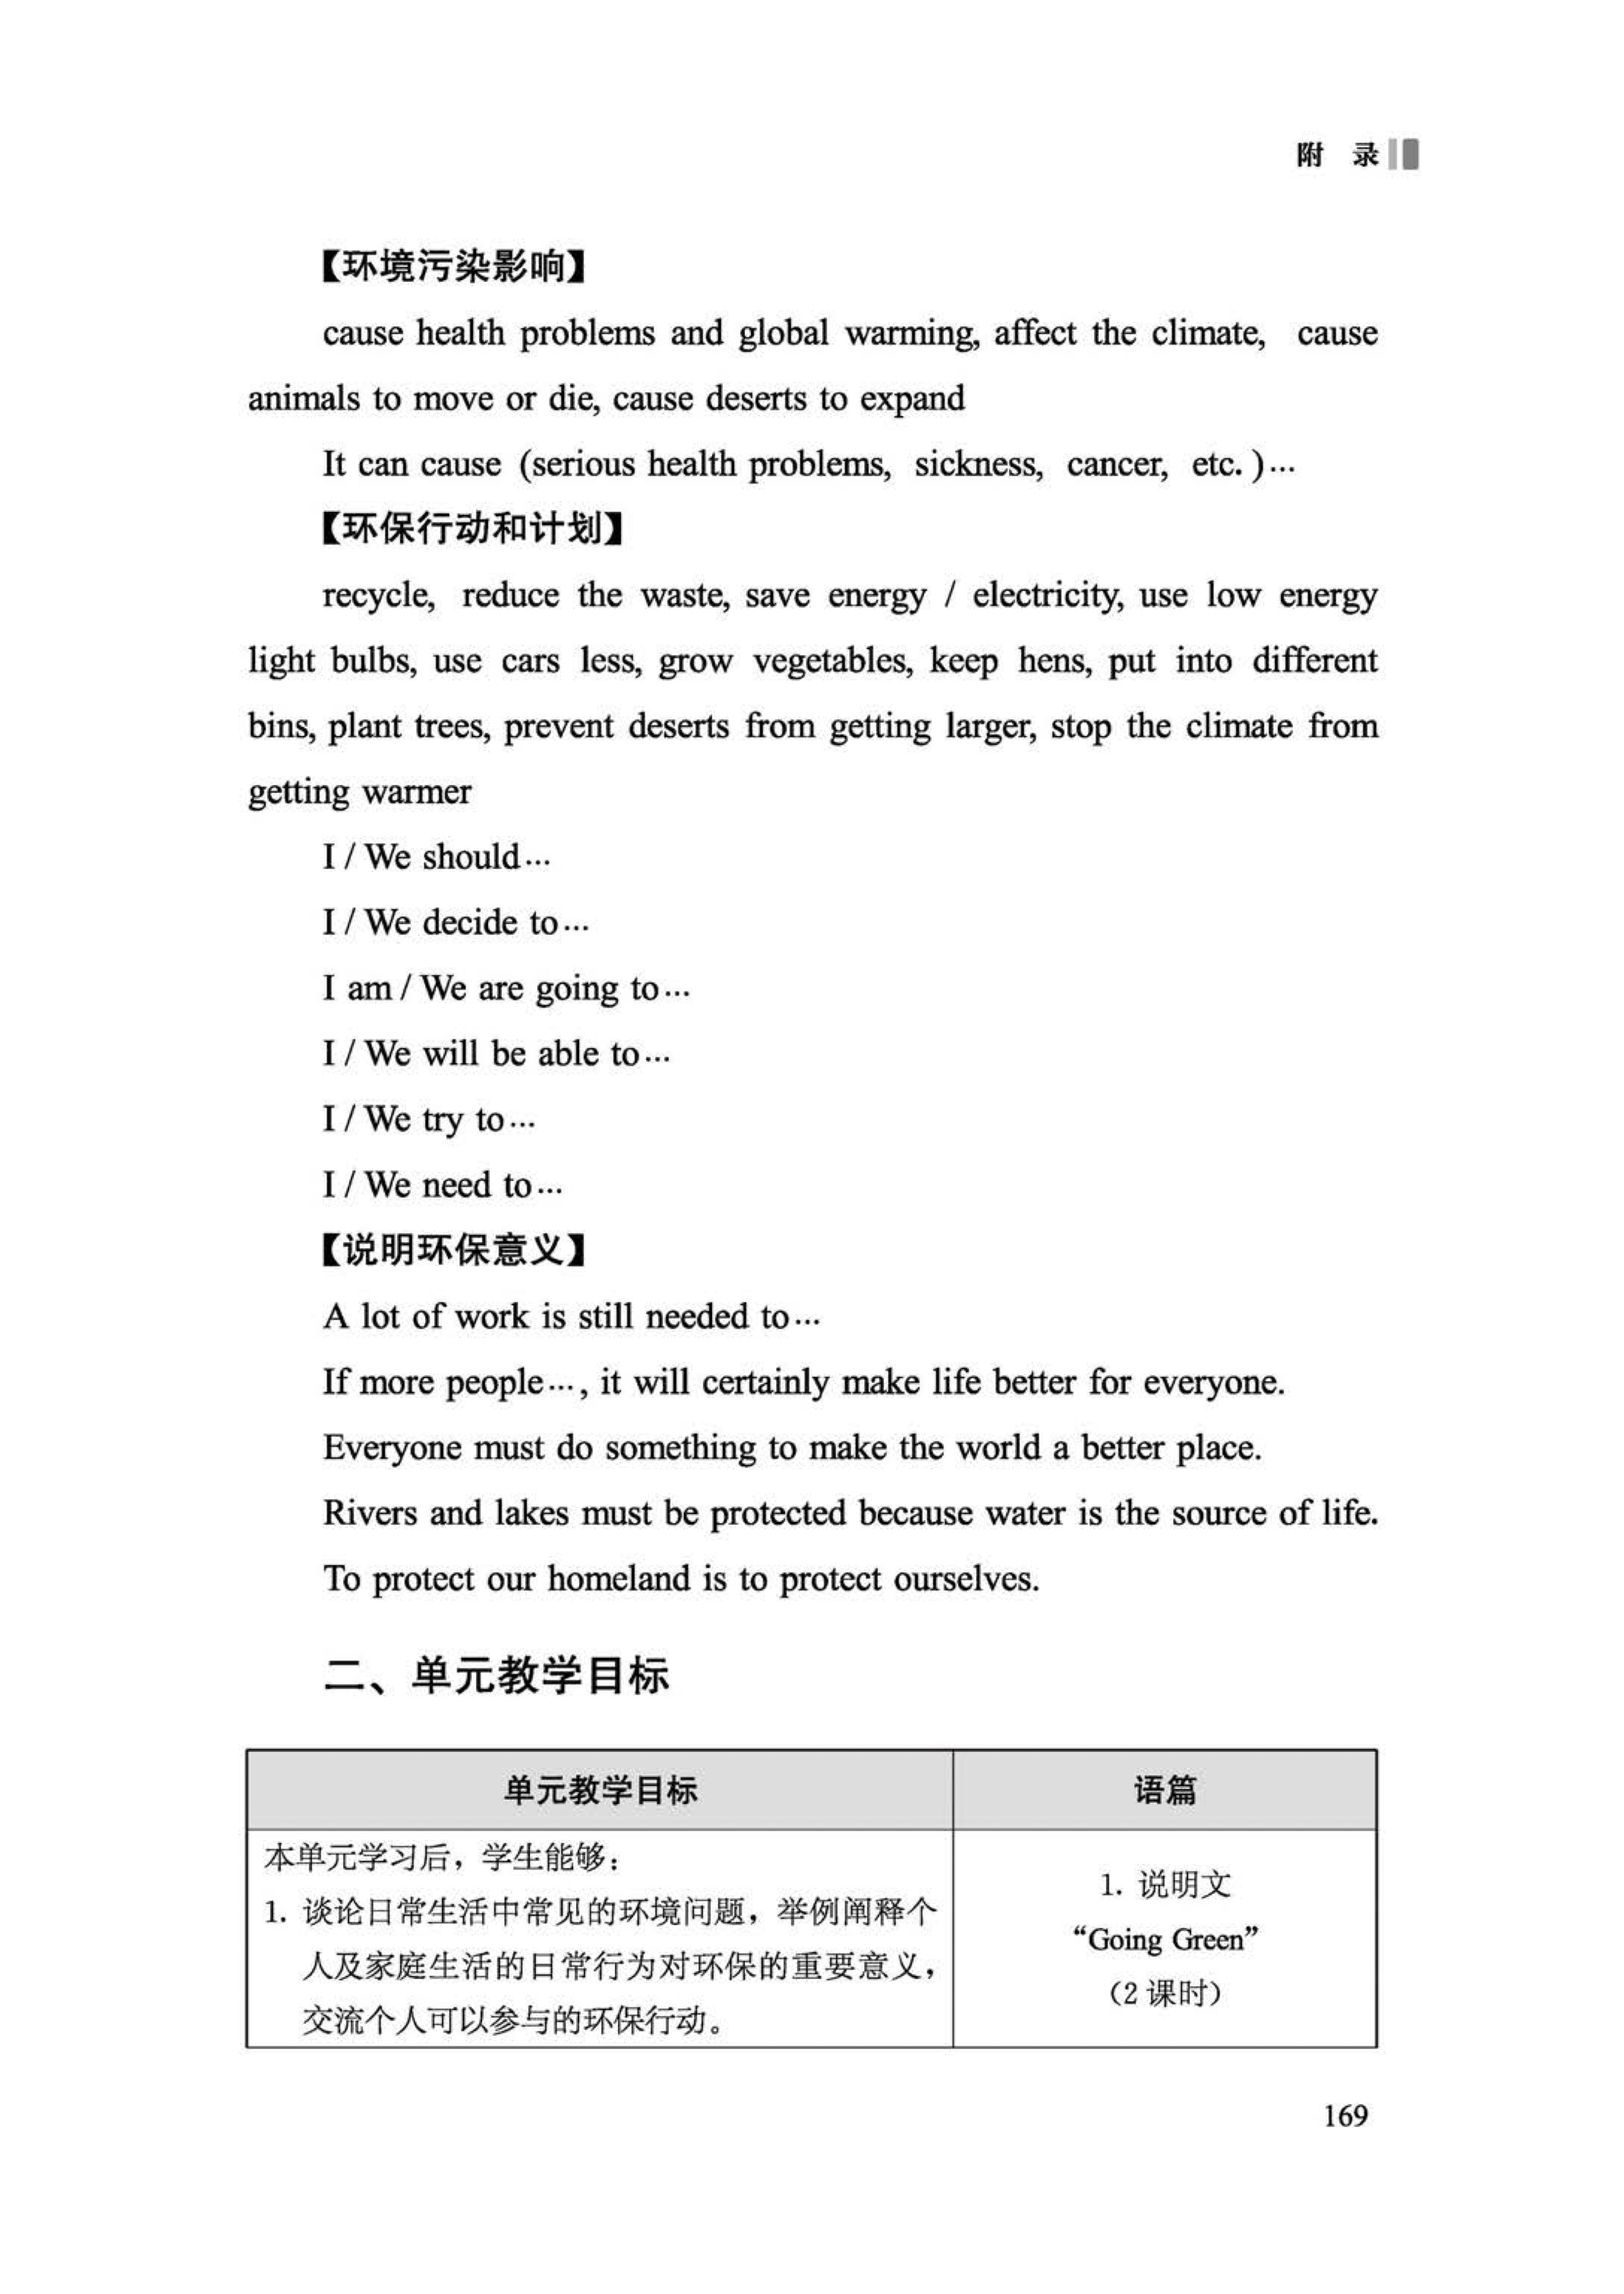 附 录
【环境污染影响】
cause health problems and global warming, affect the climate, cause
animals to move or die, cause deserts to expand
It can cause (serious health problems, sickness, cancer, etc.)…
【环保行动和计划】
recycle, reduce the waste, save energy / electricity, use low energy
light bulbs, use cars less, grow vegetables, keep hens, put into different
bins, plant trees, prevent deserts from getting larger, stop the climate from
getting warmer
I / We should…
I / We decide to…
I am / We are going to…
I / We will be able to…
I / We try to…
I / We need to…
【说明环保意义】
A lot of work is still needed to…
If more people…, it will certainly make life better for everyone.
Everyone must do something to make the world a better place.
Rivers and lakes must be protected because water is the source of life.
To protect our homeland is to protect ourselves.
二、单元教学目标
单元教学目标 语篇
本单元学习后，学生能够：
1. 谈论日常生活中常见的环境问题，举例阐释个
人及家庭生活的日常行为对环保的重要意义，
交流个人可以参与的环保行动。
1. 说明文
“Going Green”
（2 课时）
169